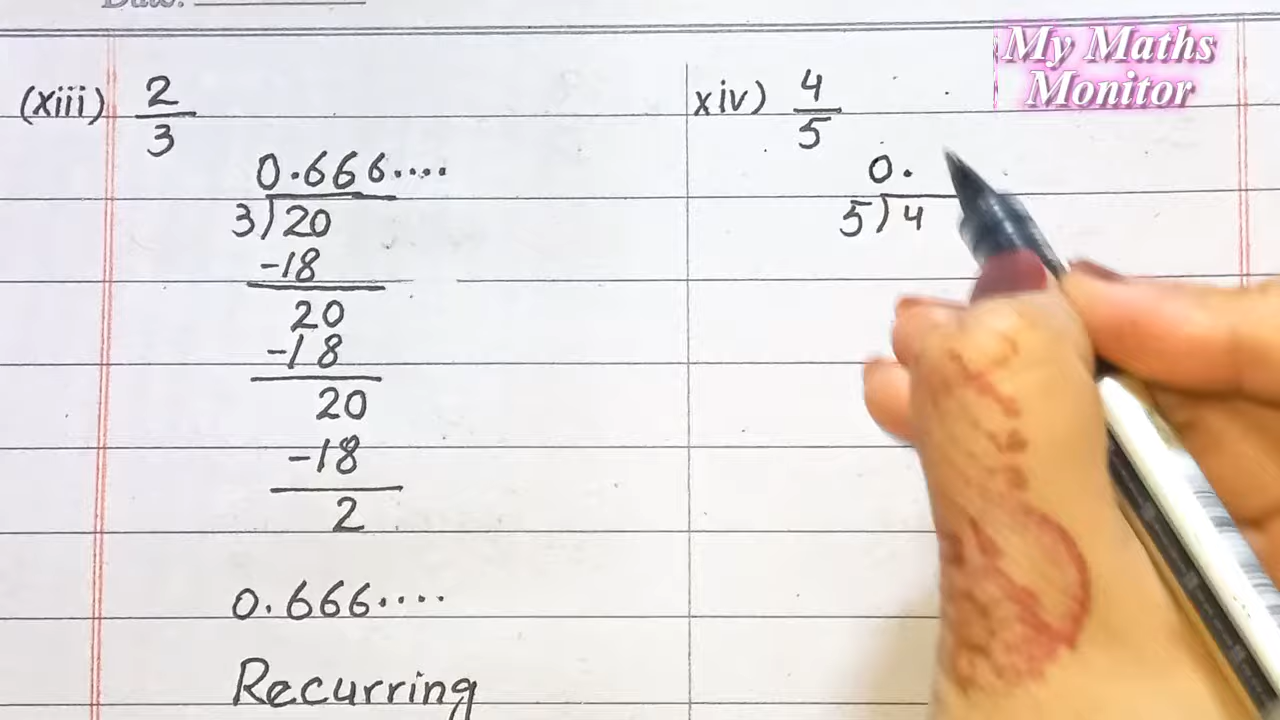 Date:
(xiii) 2/3
0.666....
3)20
-18
20
-18
20
-18
2
0.666....
Recurring
xiv) 4/5
0.
5)4
My Maths
Monitor